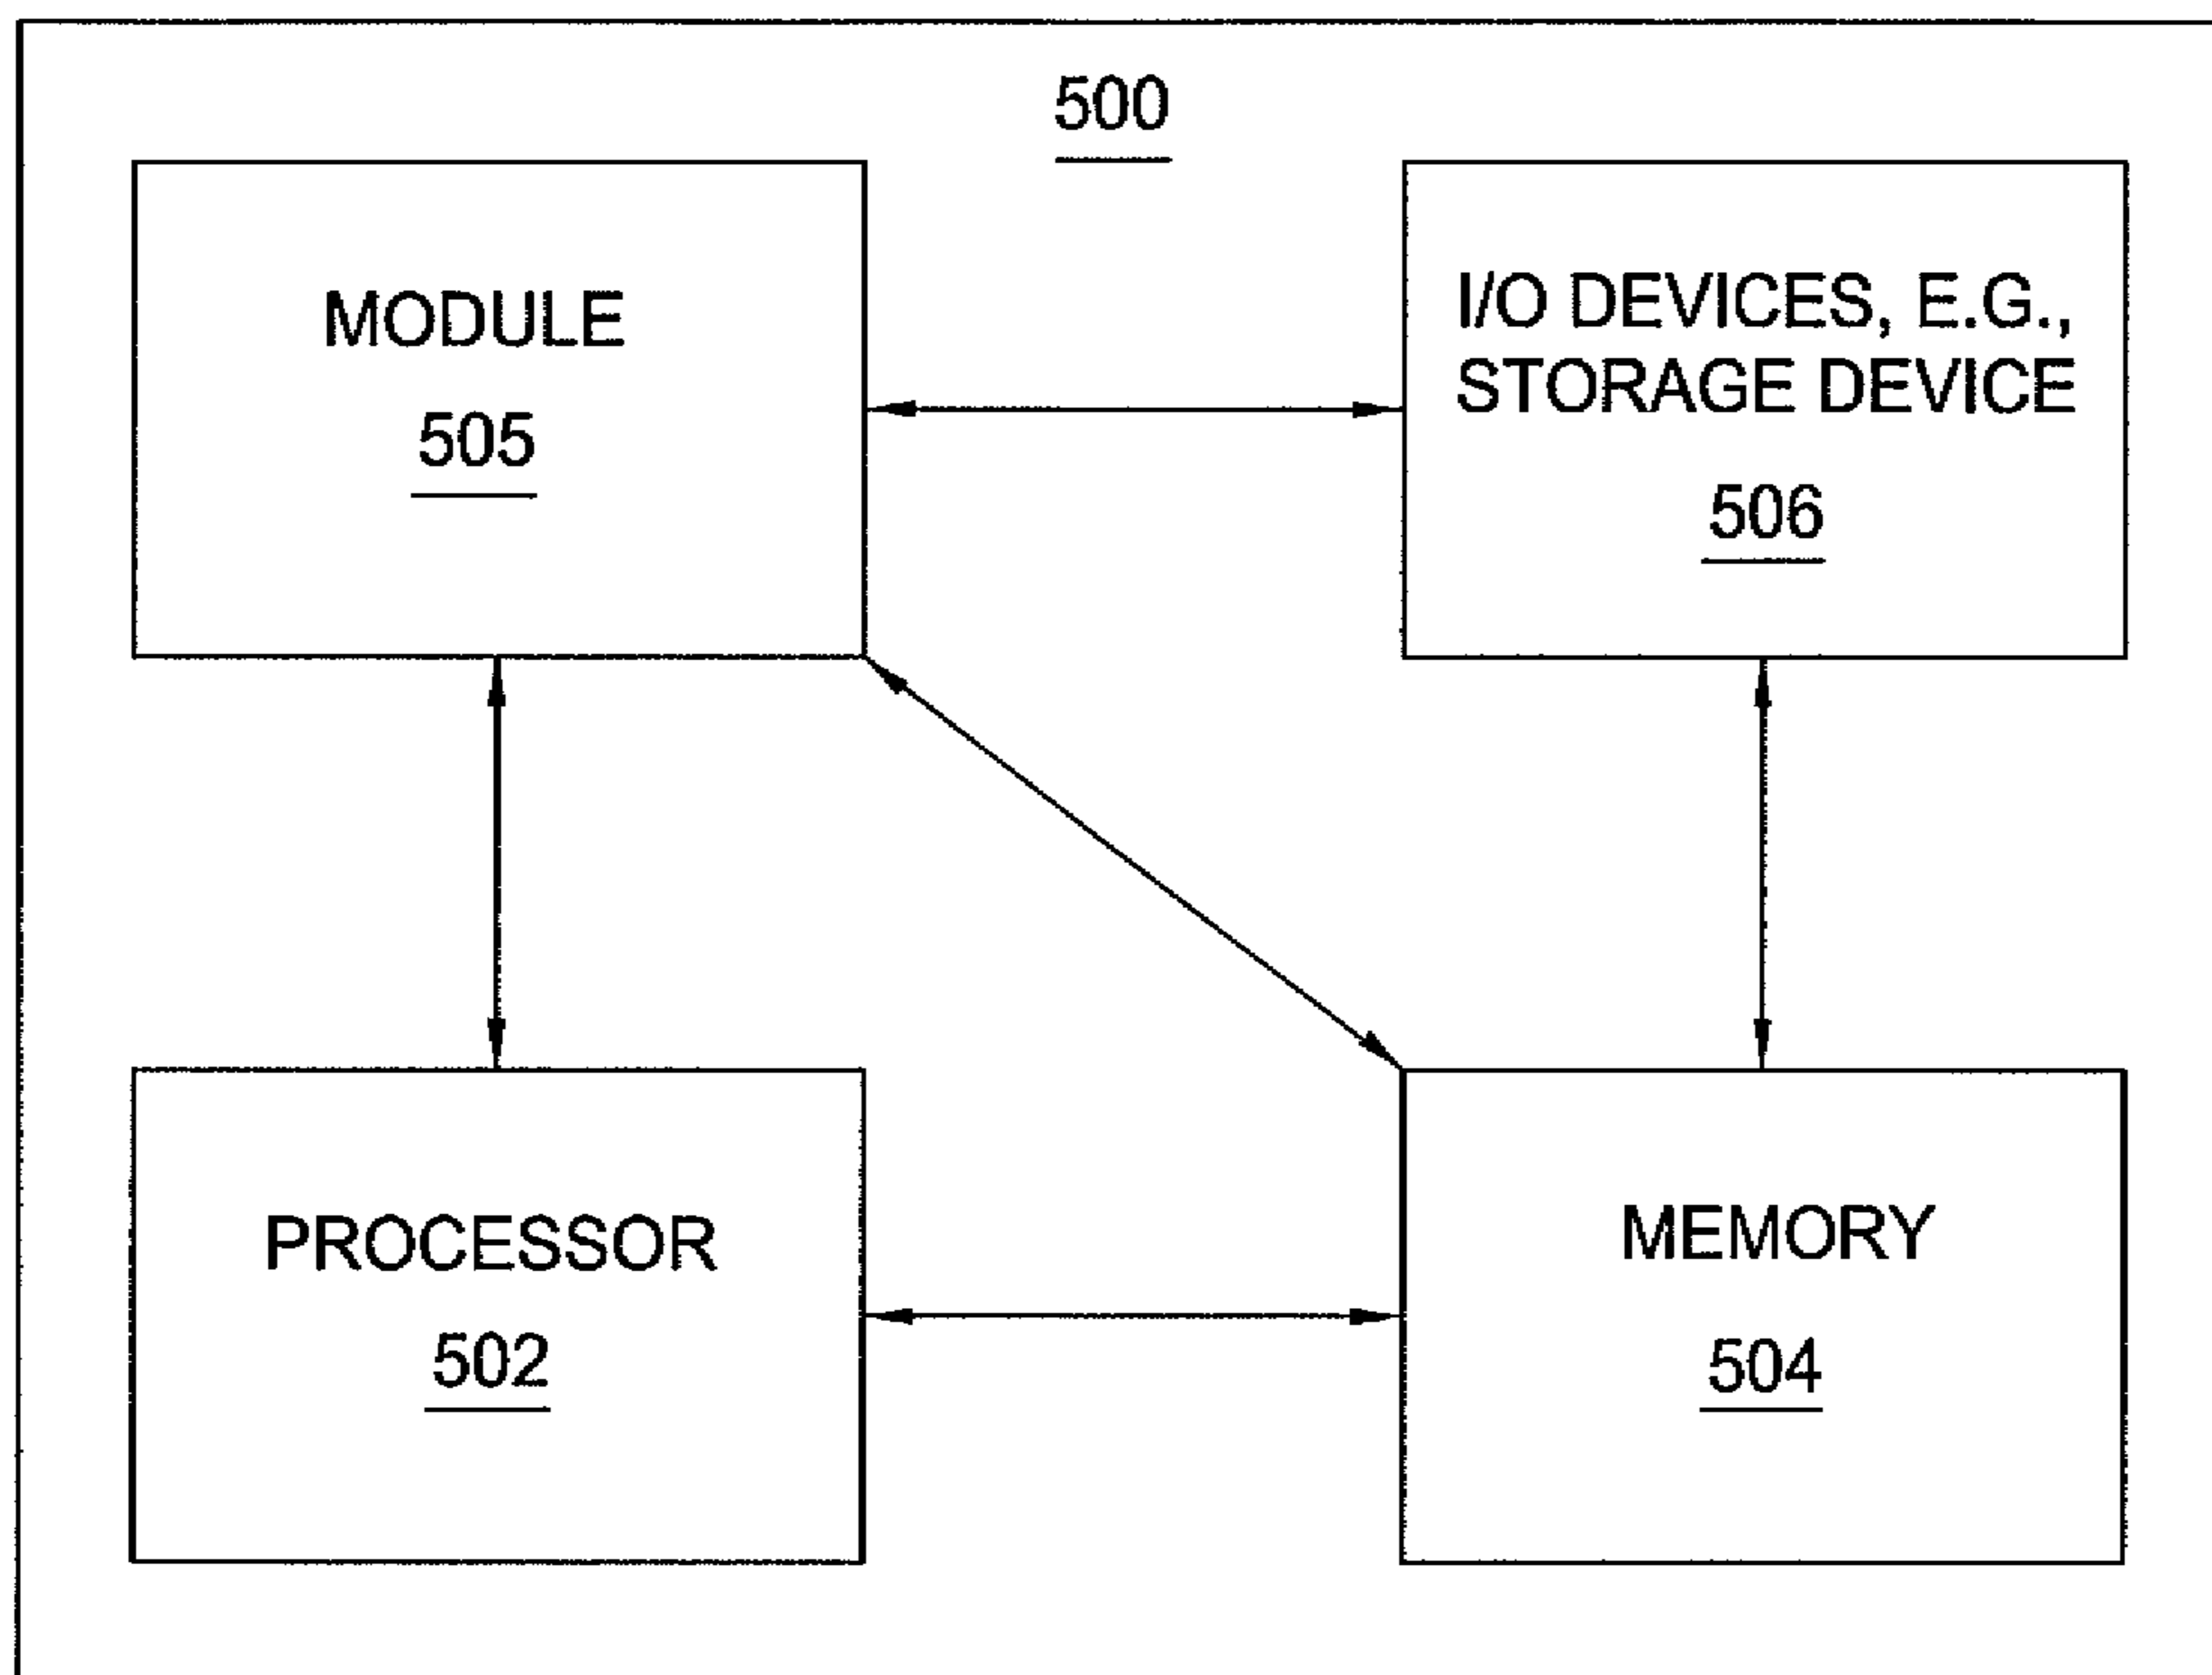 500
MODULE
505
I/O DEVICES, E.G.,
STORAGE DEVICE
506
PROCESSOR
502
MEMORY
504